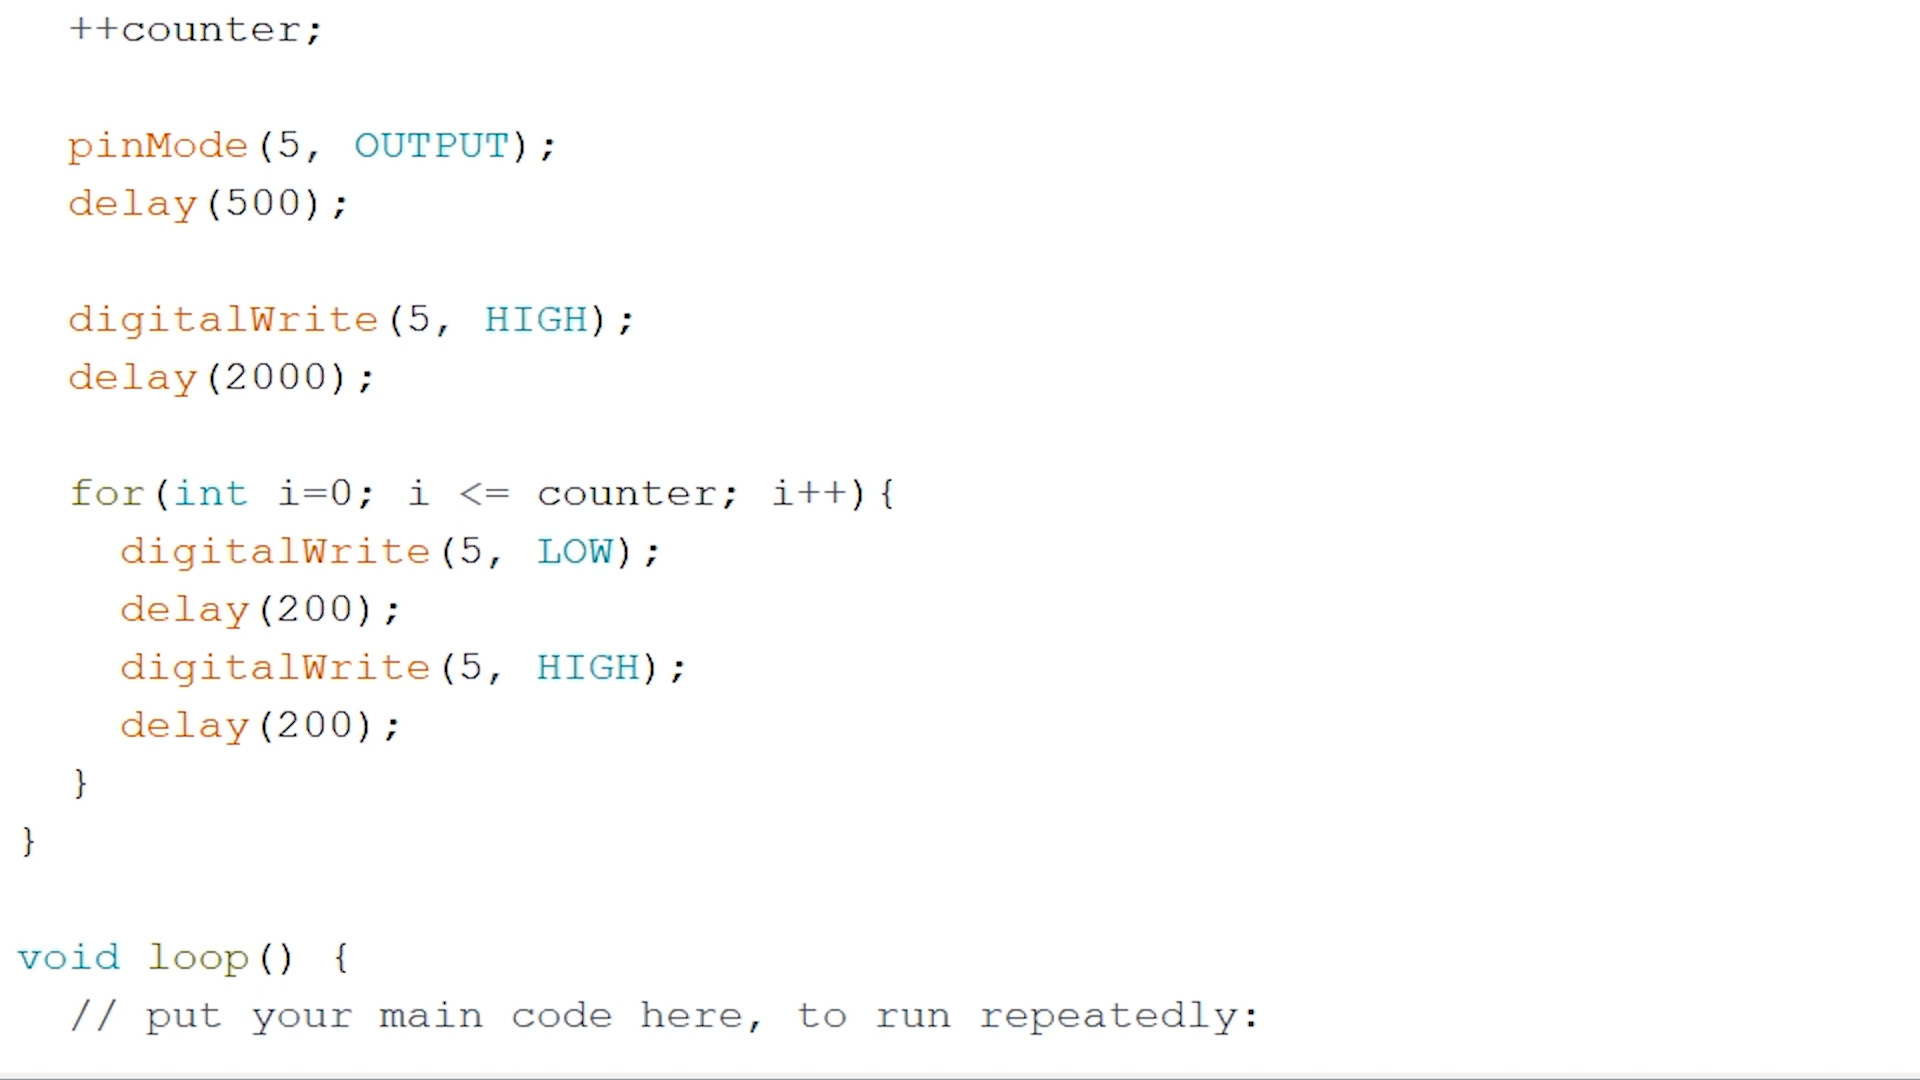 ++counter;
pinMode(5, OUTPUT);
delay(500);
digitalWrite(5, HIGH);
delay(2000);
for(int i=0; i <= counter; i++){
digitalWrite(5, LOW);
delay(200);
digitalWrite(5, HIGH);
delay(200);
}
}
void loop() {
// put your main code here, to run repeatedly: